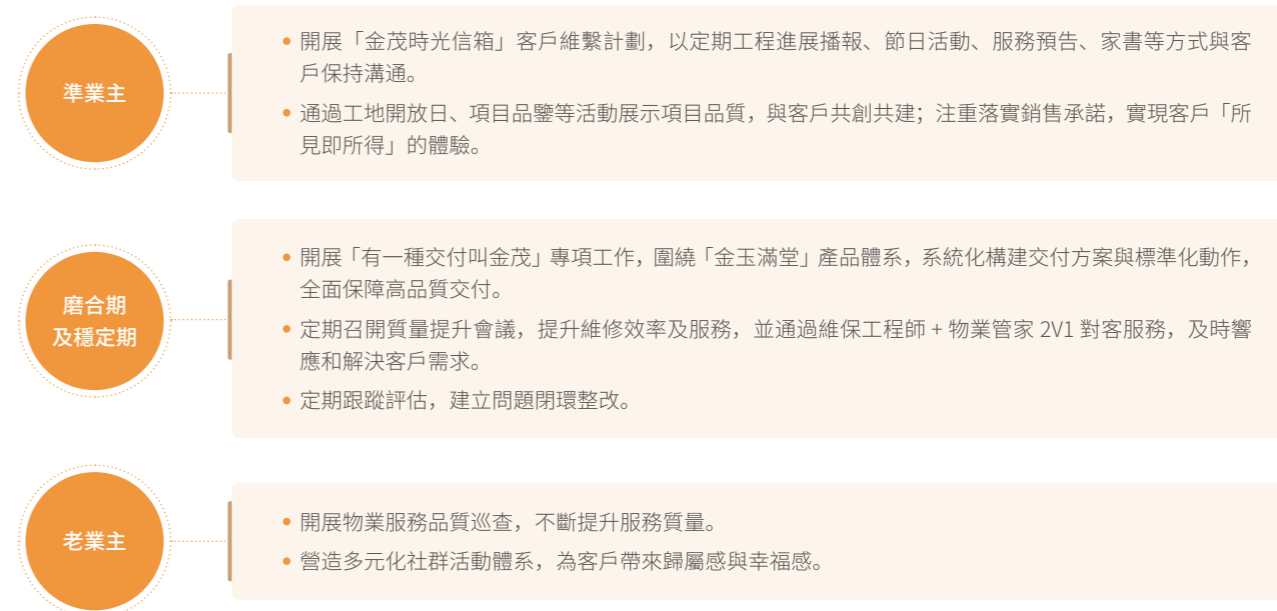 準業主
• 開展「金茂時光信箱」客戶維繫計劃，以定期工程進展播報、節日活動、服務預告、家書等方式與客
戶保持溝通。
• 通過工地開放日、項目品鑒等活動展示項目品質，與客戶共創共建；注重落實銷售承諾，實現客戶「所
見即所得」的體驗。
磨合期
及穩定期
• 開展「有一種交付叫金茂」專項工作，圍繞「金玉滿堂」產品體系，系統化構建交付方案與標準化動作，
全面保障高品質交付。
• 定期召開質量提升會議，提升維修效率及服務，並通過維保工程師 + 物業管家 2V1 對客服務，及時響
應和解決客戶需求。
• 定期跟蹤評估，建立問題閉環整改。
老業主
• 開展物業服務品質巡查，不斷提升服務質量。
• 營造多元化社群活動體系，為客戶帶來歸屬感與幸福感。